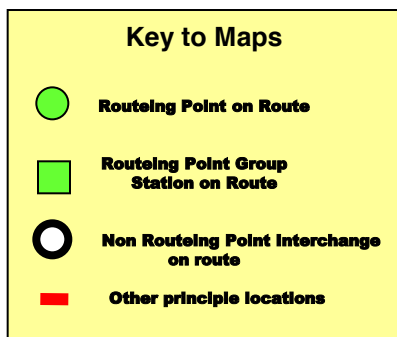 Key to Maps
Routeing Point on Route
Routeing Point Group
Station on Route
Non Routeing Point Interchange
on route
Other principle locations